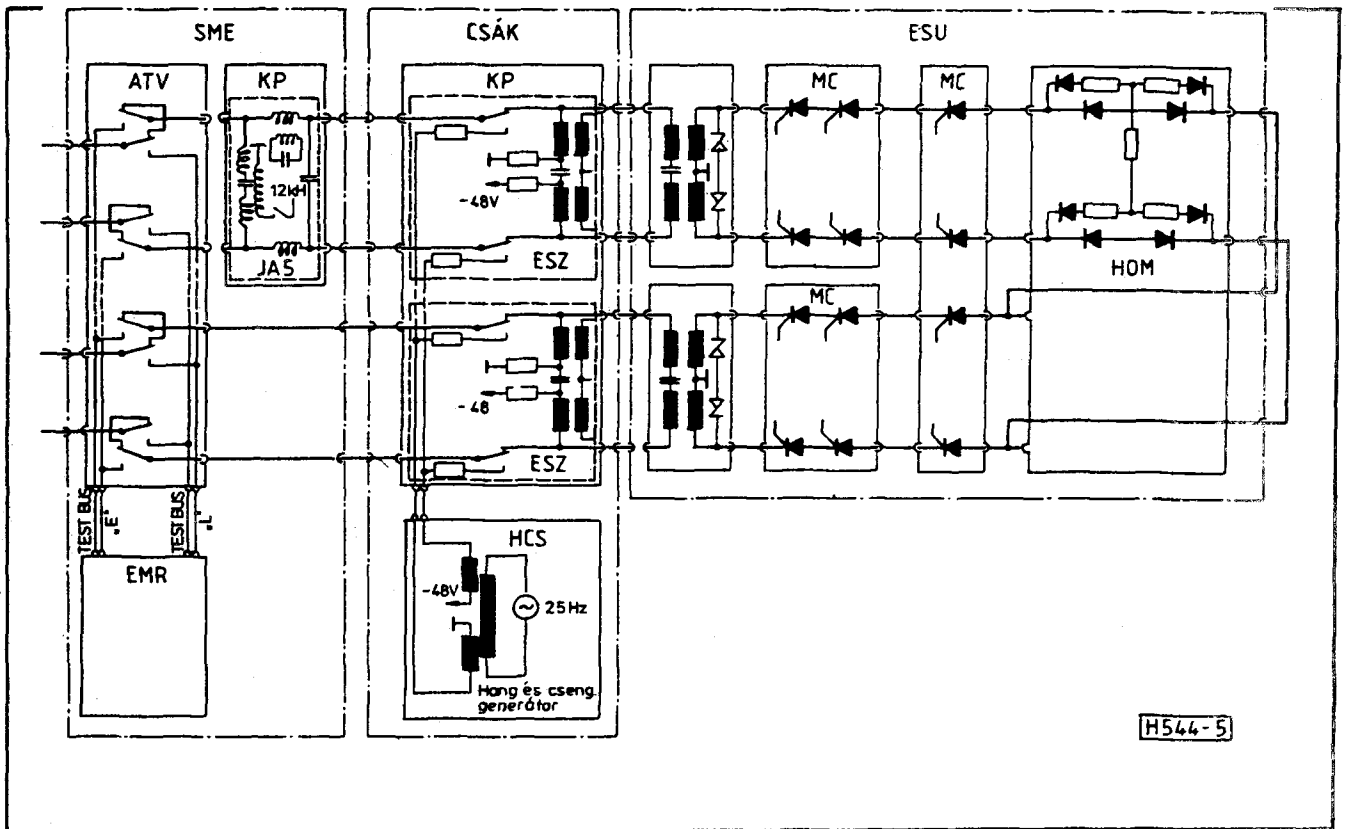 SME
CSÁK
ESU
ATV
KP
KP
MC
MC
12kH
JA5
-48V
ESZ
HOM
MC
-48
ESZ
TEST BUS
„E"
TEST BUS
„L"
EMR
HCS
-48V
25Hz
Hang és cseng.
generátor
H544-5